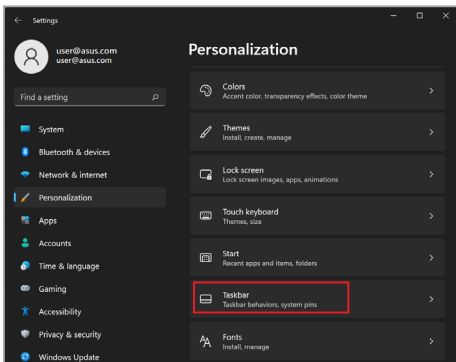 Settings
user@asus.com
user@asus.com
Find a setting
System
Bluetooth & devices
Network & internet
Personalization
Apps
Accounts
Time & language
Gaming
Accessibility
Privacy & security
Windows Update
Personalization
Colors
Accent color, transparency effects, color theme
Themes
Install, create, manage
Lock screen
Lock screen images, apps, animations
Touch keyboard
Themes, size
Start
Recent apps and items, folders
Taskbar
Taskbar behaviors, system pins
Fonts
Install, manage